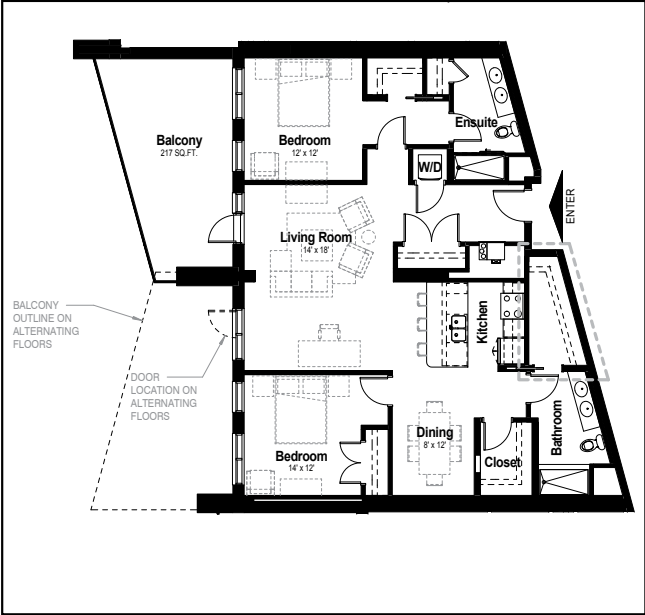 Balcony
217 SQ.FT.
Bedroom
12' x 12'
Ensuite
W/D
ENTER
Living Room
14' x 18'
BALCONY
OUTLINE ON
ALTERNATING
FLOORS
DOOR
LOCATION ON
ALTERNATING
FLOORS
Kitchen
Bedroom
14' x 12'
Dining
8' x 12'
Closet
Bathroom